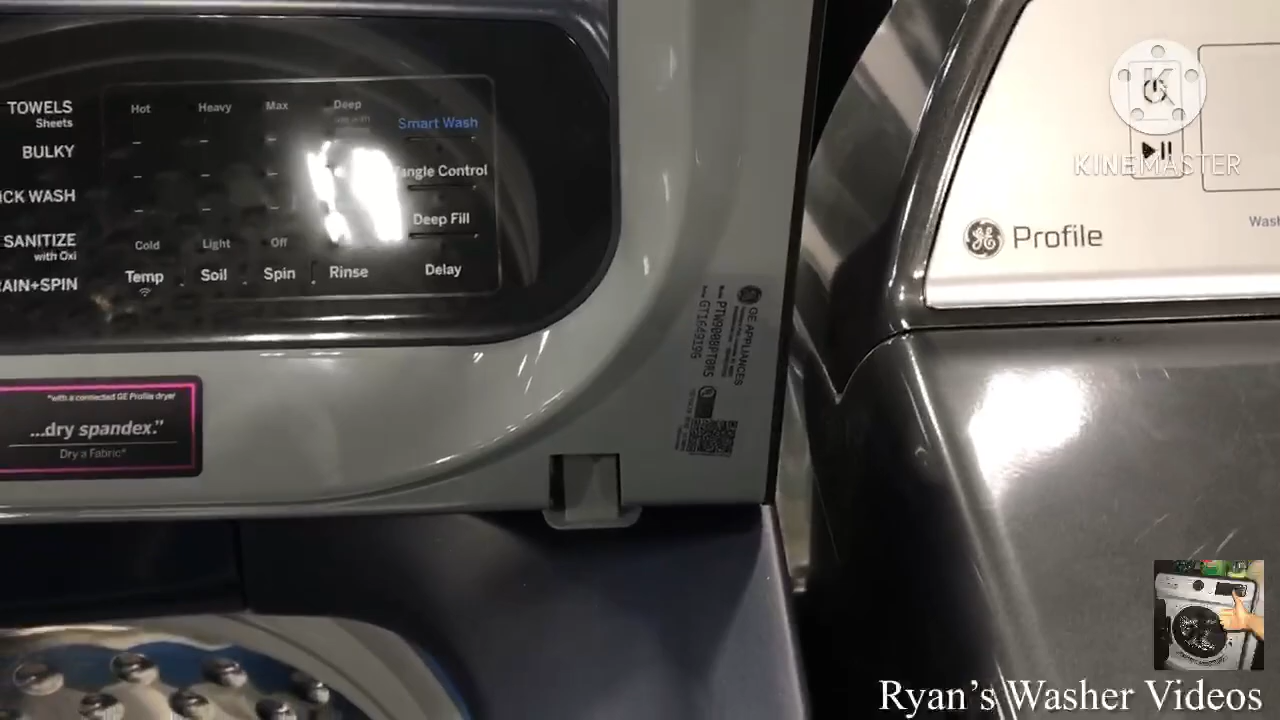 TOWELS
Sheets
BULKY
ICK WASH
SANITIZE
with Oxi
RAIN+SPIN
Hot Heavy Max Deep
Smart Wash
angle Control
Deep Fill
Cold Light Off
Temp Soil Spin Rinse Delay
*with a connected GE Profile dryer
...dry spandex."
Dry a Fabric*
GE APPLIANCES
GE Profile
Wash
KINEMASTER
Ryan's Washer Videos